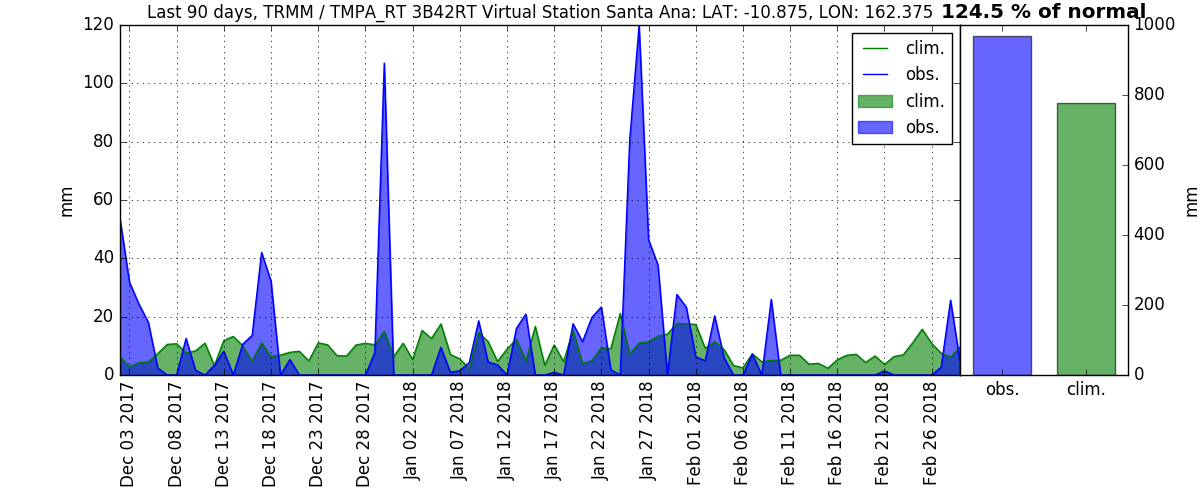 Last 90 days, TRMM / TMPA_RT 3B42RT Virtual Station Santa Ana: LAT: -10.875, LON: 162.375 124.5 % of normal
120
100
80
60
40
20
0
mm
clim.
obs.
clim.
obs.
1000
800
600
400
200
0
mm
Dec 03 2017
Dec 08 2017
Dec 13 2017
Dec 18 2017
Dec 23 2017
Dec 28 2017
Jan 02 2018
Jan 07 2018
Jan 12 2018
Jan 17 2018
Jan 22 2018
Jan 27 2018
Feb 01 2018
Feb 06 2018
Feb 11 2018
Feb 16 2018
Feb 21 2018
Feb 26 2018
obs.
clim.